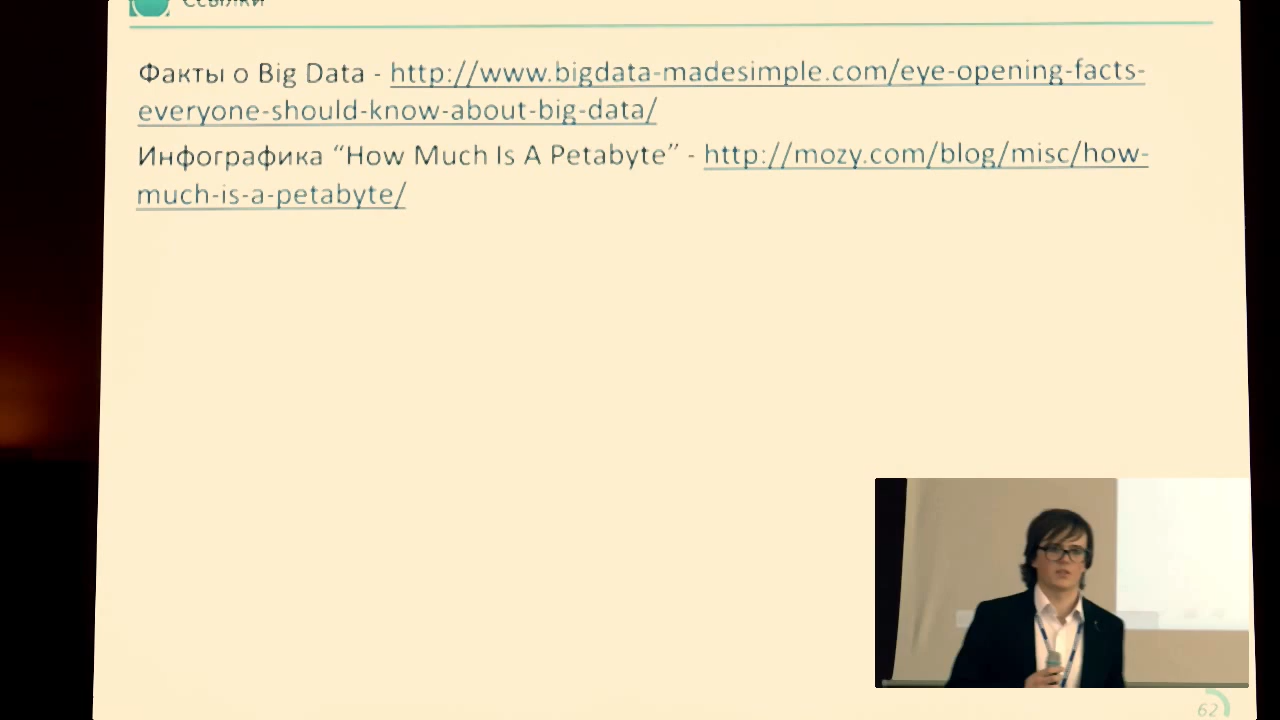 Ссылки
Факты о Big Data - http://www.bigdata-madesimple.com/eye-opening-facts-
everyone-should-know-about-big-data/
Инфографика “How Much Is A Petabyte” - http://mozy.com/blog/misc/how-
much-is-a-petabyte/
62